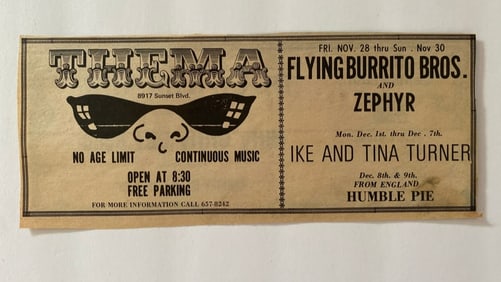 THEMA
8917 Sunset Blvd.
NO AGE LIMIT CONTINUOUS MUSIC
OPEN AT 8:30
FREE PARKING
FOR MORE INFORMATION CALL 657-8242
FRI. NOV. 28 thru Sun. Nov 30
FLYING BURRITO BROS.
AND
ZEPHYR
Mon. Dec. 1st. thru Dec. 7th.
IKE AND TINA TURNER
Dec. 8th. & 9th.
FROM ENGLAND
HUMBLE PIE